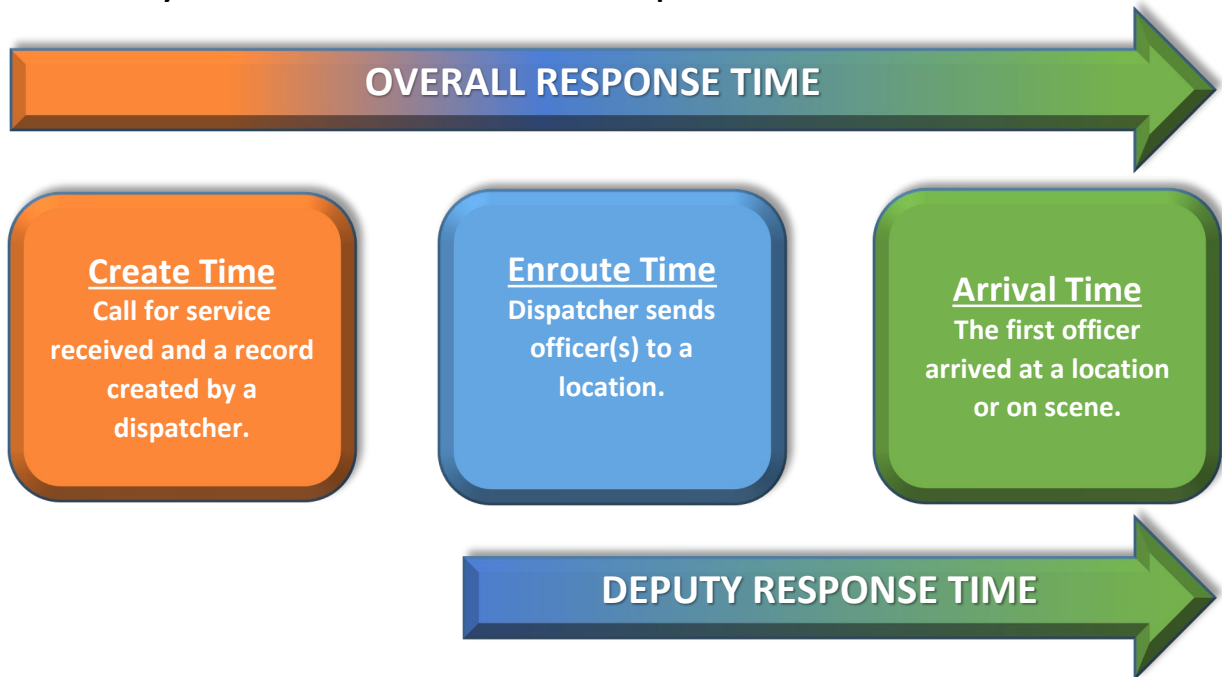 OVERALL RESPONSE TIME
Create Time
Call for service
received and a record
created by a
dispatcher.
Enroute Time
Dispatcher sends
officer(s) to a
location.
Arrival Time
The first officer
arrived at a location
or on scene.
DEPUTY RESPONSE TIME